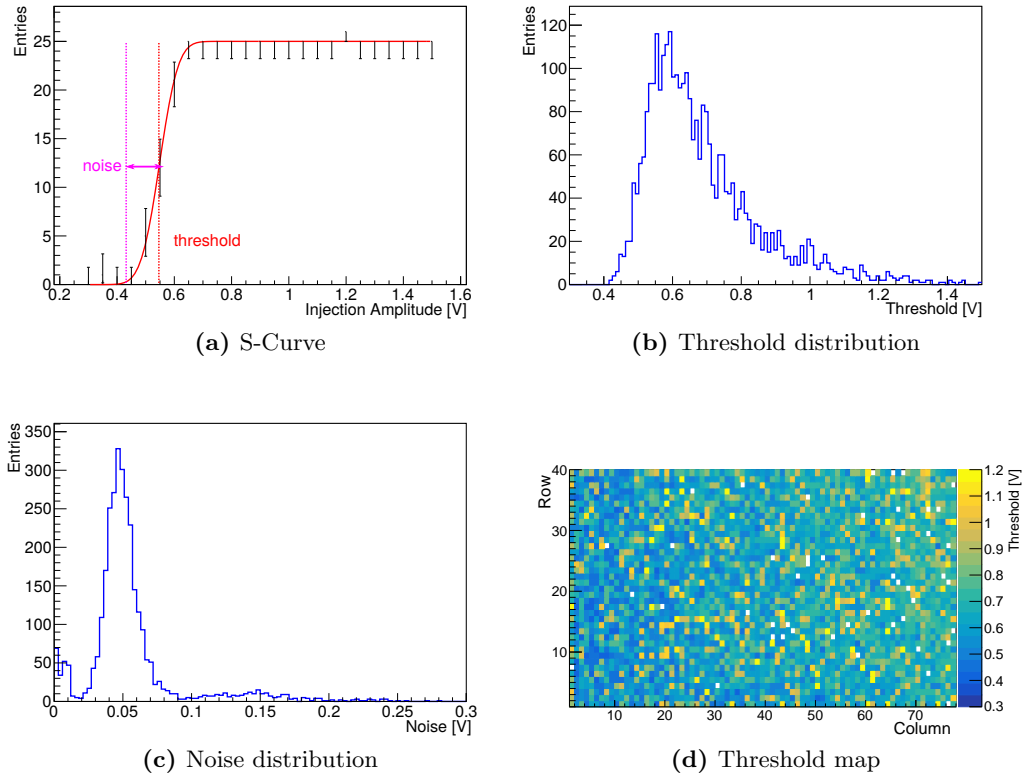 Entries
25
20
15
10
5
0
noise
threshold
0.2 0.4 0.6 0.8 1 1.2 1.4 1.6
Injection Amplitude [V]
(a) S-Curve
Entries
120
100
80
60
40
20
0
0.4 0.6 0.8 1 1.2 1.4
Threshold [V]
(b) Threshold distribution
Entries
350
300
250
200
150
100
50
0
0 0.05 0.1 0.15 0.2 0.25 0.3
Noise [V]
(c) Noise distribution
Row
40
30
20
10
10 20 30 40 50 60 70
Column
1.2
1.1
1
0.9
0.8
0.7
0.6
0.5
0.4
0.3
Threshold [V]
(d) Threshold map